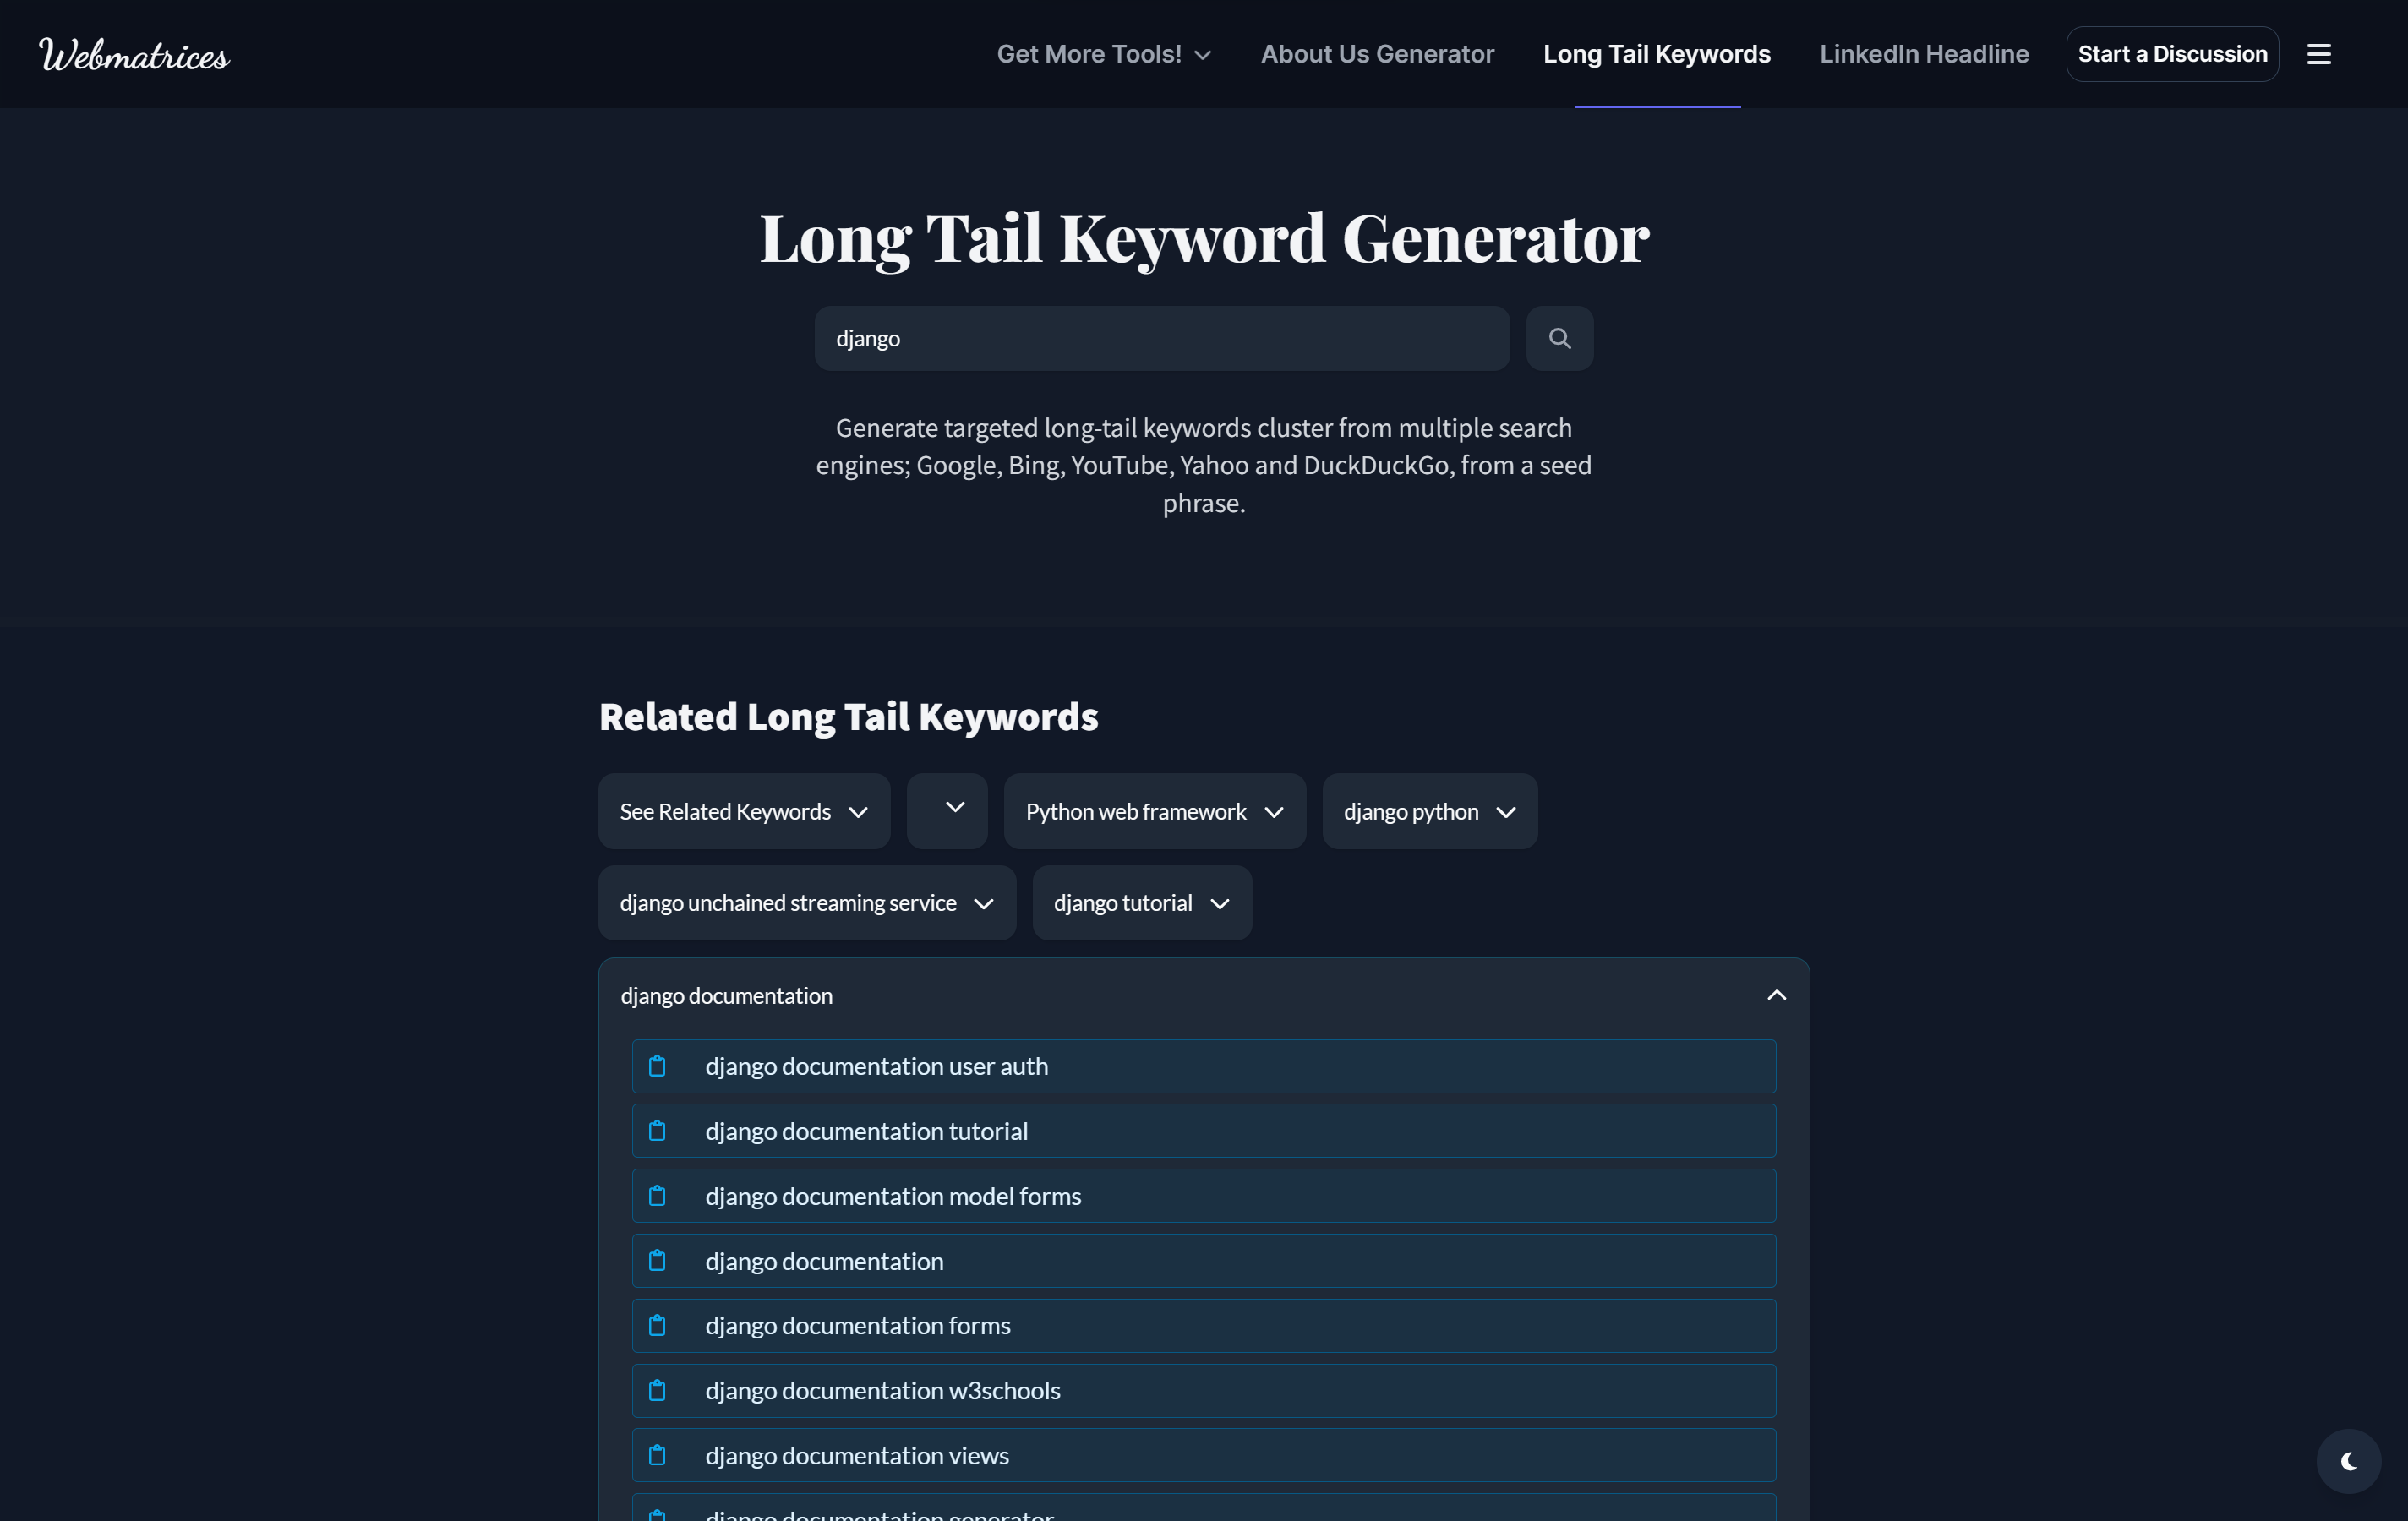 Webmatrices
Get More Tools!
About Us Generator
Long Tail Keywords
LinkedIn Headline
Start a Discussion
Long Tail Keyword Generator
django
Generate targeted long-tail keywords cluster from multiple search
engines; Google, Bing, YouTube, Yahoo and DuckDuckGo, from a seed
phrase.
Related Long Tail Keywords
See Related Keywords
Python web framework
django python
django unchained streaming service
django tutorial
django documentation
django documentation user auth
django documentation tutorial
django documentation model forms
django documentation
django documentation forms
django documentation w3schools
django documentation views
django documentation generator